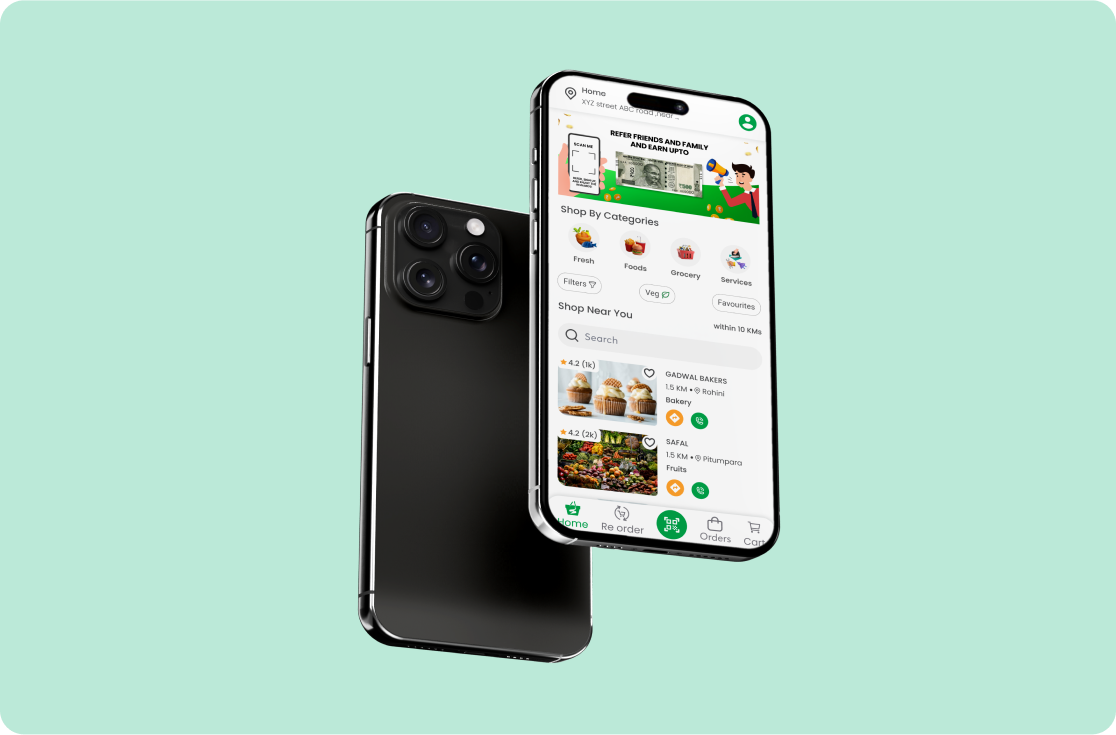 Home
XYZ street ABC road ,near
REFER FRIENDS AND FAMILY
AND EARN UPTO
SCAN ME
Shop By Categories
Fresh
Foods
Grocery
Services
Filters
Veg
Favourites
Shop Near You
within 10 KMs
Search
4.2 (1k)
GADWAL BAKERS
1.5 KM • Rohini
Bakery
4.2 (2k)
SAFAL
1.5 KM • Pitumpara
Fruits
Home
Re order
Orders
Cart